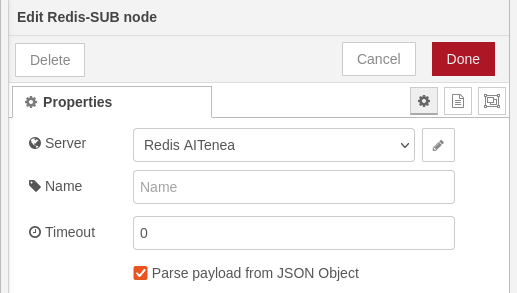 Edit Redis-SUB node
Delete
Cancel
Done
Properties
Server
Redis AITenea
Name
Name
Timeout
0
Parse payload from JSON Object